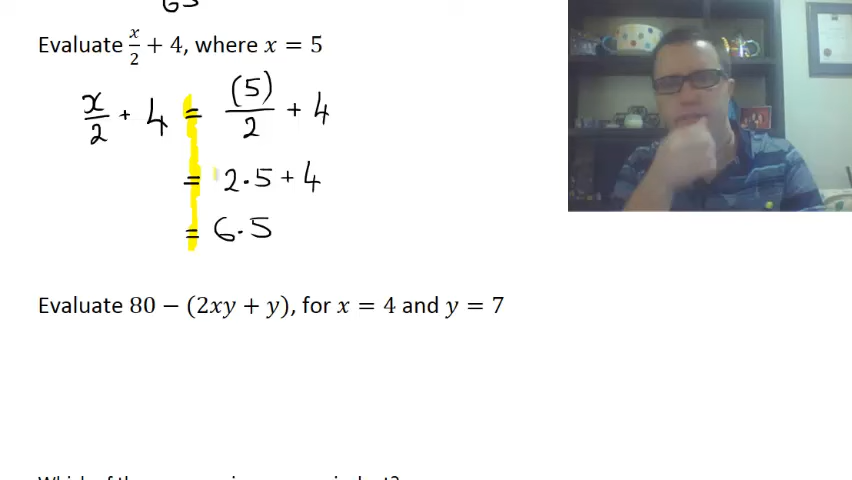 Evaluate x/2 + 4, where x = 5
x/2 + 4 = (5)/2 + 4
= 2.5 + 4
= 6.5
Evaluate 80 − (2xy + y), for x = 4 and y = 7